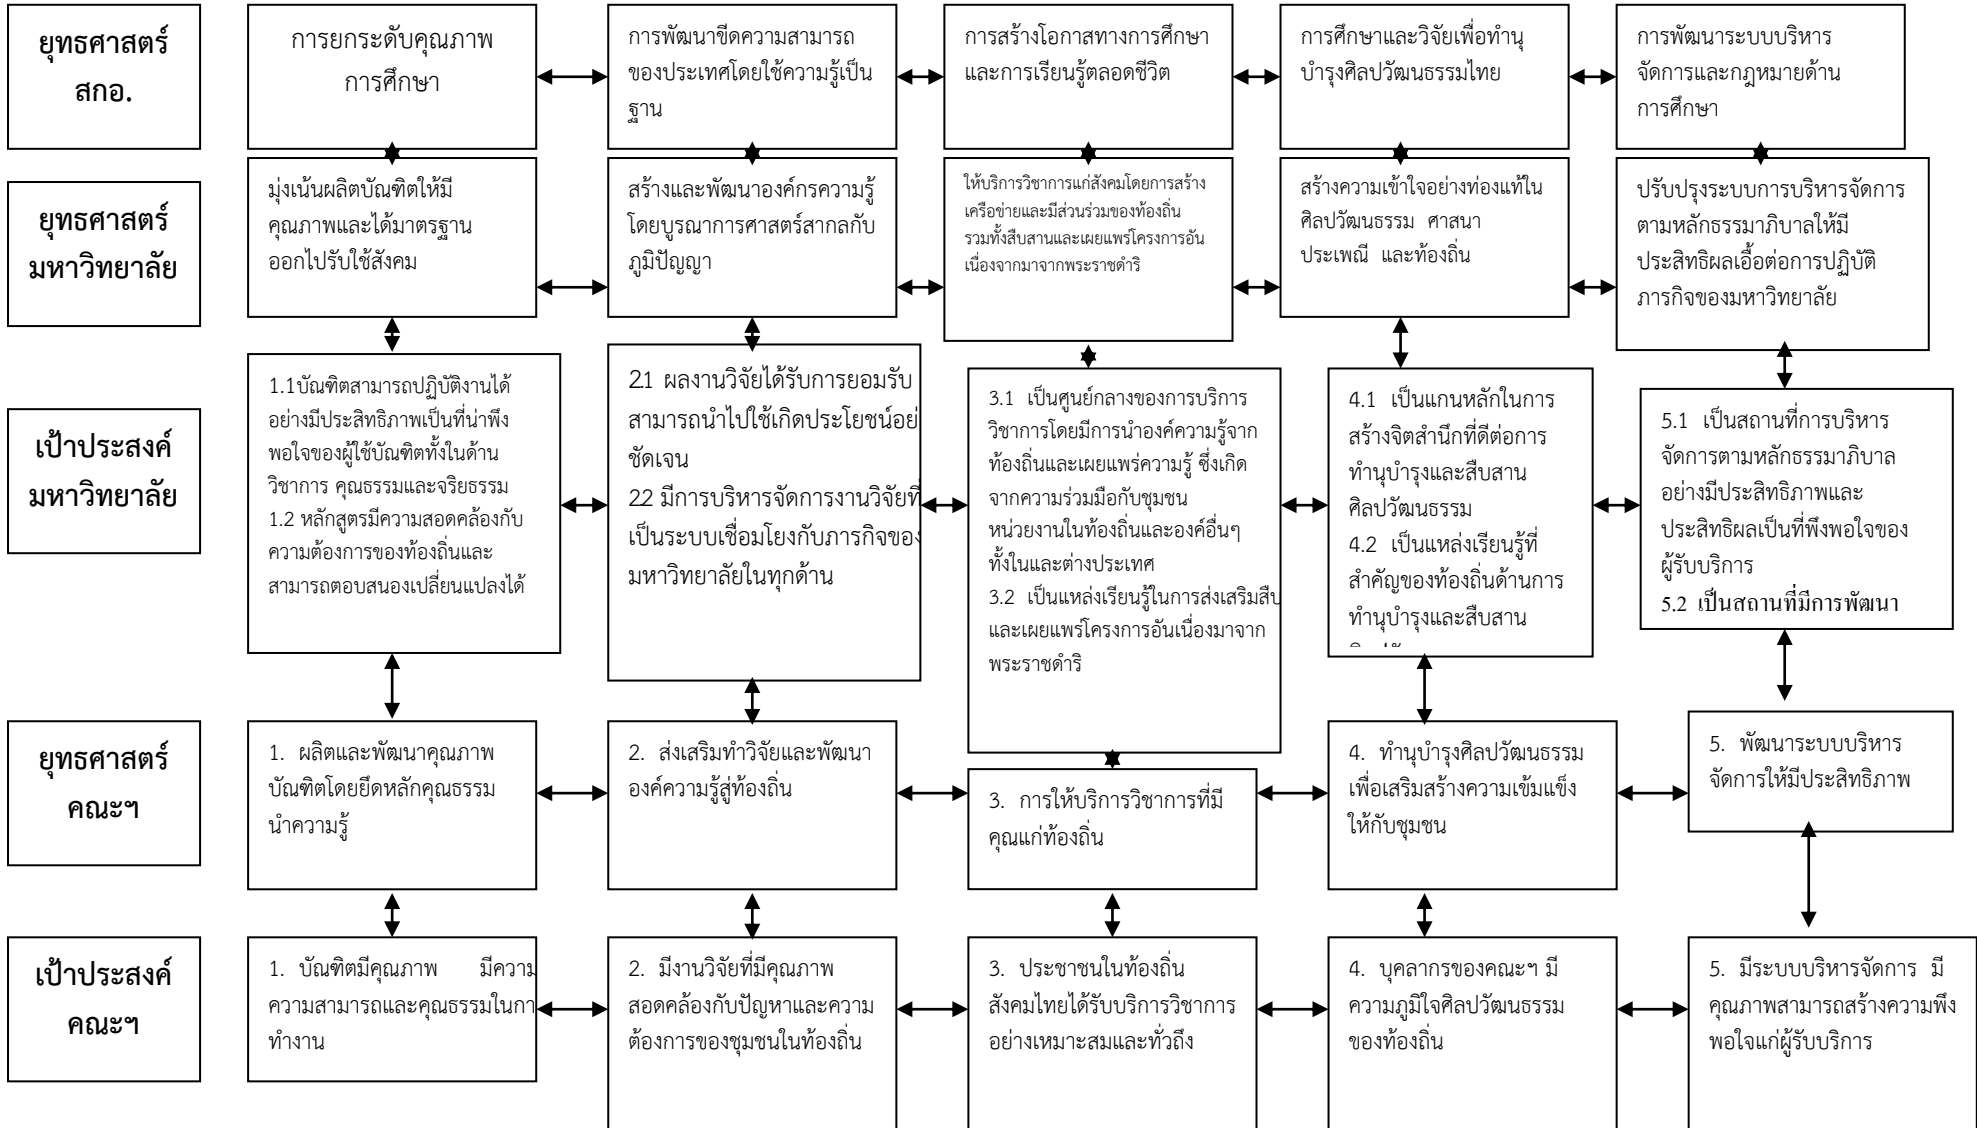 ยุทธศาสตร์
สกอ.
การยกระดับคุณภาพ
การศึกษา
การพัฒนาขีดความสามารถ
ของประเทศโดยใช้ความรู้เป็น
ฐาน
การสร้างโอกาสทางการศึกษา
และการเรียนรู้ตลอดชีวิต
การศึกษาและวิจัยเพื่อทำนุ
บำรุงศิลปวัฒนธรรมไทย
การพัฒนาระบบบริหาร
จัดการและกฎหมายด้าน
การศึกษา
ยุทธศาสตร์
มหาวิทยาลัย
มุ่งเน้นผลิตบัณฑิตให้มี
คุณภาพและได้มาตรฐาน
ออกไปรับใช้สังคม
สร้างและพัฒนาองค์กรความรู้
โดยบูรณาการศาสตร์สากลกับ
ภูมิปัญญา
ให้บริการวิชาการแก่สังคมโดยการสร้าง
เครือข่ายและมีส่วนร่วมของท้องถิ่น
รวมทั้งสืบสานและเผยแพร่โครงการอัน
เนื่องจากมาจากพระราชดำริ
สร้างความเข้าใจอย่างท่องแท้ใน
ศิลปวัฒนธรรม ศาสนา
ประเพณี และท้องถิ่น
ปรับปรุงระบบการบริหารจัดการ
ตามหลักธรรมาภิบาลให้มี
ประสิทธิผลเอื้อต่อการปฏิบัติ
ภารกิจของมหาวิทยาลัย
เป้าประสงค์
มหาวิทยาลัย
1.1บัณฑิตสามารถปฏิบัติงานได้
อย่างมีประสิทธิภาพเป็นที่น่าพึง
พอใจของผู้ใช้บัณฑิตทั้งในด้าน
วิชาการ คุณธรรมและจริยธรรม
1.2 หลักสูตรมีความสอดคล้องกับ
ความต้องการของท้องถิ่นและ
สามารถตอบสนองเปลี่ยนแปลงได้
2.1 ผลงานวิจัยได้รับการยอมรับ
สามารถนำไปใช้เกิดประโยชน์อย่
ชัดเจน
2.2 มีการบริหารจัดการงานวิจัยที่
เป็นระบบเชื่อมโยงกับภารกิจของ
มหาวิทยาลัยในทุกด้าน
3.1 เป็นศูนย์กลางของการบริการ
วิชาการโดยมีการนำองค์ความรู้จาก
ท้องถิ่นและเผยแพร่ความรู้ ซึ่งเกิด
จากความร่วมมือกับชุมชน
หน่วยงานในท้องถิ่นและองค์อื่นๆ
ทั้งในและต่างประเทศ
3.2 เป็นแหล่งเรียนรู้ในการส่งเสริมสืบ
และเผยแพร่โครงการอันเนื่องมาจาก
พระราชดำริ
4.1 เป็นแกนหลักในการ
สร้างจิตสำนึกที่ดีต่อการ
ทำนุบำรุงและสืบสาน
ศิลปวัฒนธรรม
4.2 เป็นแหล่งเรียนรู้ที่
สำคัญของท้องถิ่นด้านการ
ทำนุบำรุงและสืบสาน
5.1 เป็นสถานที่การบริหาร
จัดการตามหลักธรรมาภิบาล
อย่างมีประสิทธิภาพและ
ประสิทธิผลเป็นที่พึงพอใจของ
ผู้รับบริการ
5.2 เป็นสถานที่มีการพัฒนา
ยุทธศาสตร์
คณะฯ
1. ผลิตและพัฒนาคุณภาพ
บัณฑิตโดยยึดหลักคุณธรรม
นำความรู้
2. ส่งเสริมทำวิจัยและพัฒนา
องค์ความรู้สู่ท้องถิ่น
3. การให้บริการวิชาการที่มี
คุณแก่ท้องถิ่น
4. ทำนุบำรุงศิลปวัฒนธรรม
เพื่อเสริมสร้างความเข้มแข็ง
ให้กับชุมชน
5. พัฒนาระบบบริหาร
จัดการให้มีประสิทธิภาพ
เป้าประสงค์
คณะฯ
1. บัณฑิตมีคุณภาพ มีความ
ความสามารถและคุณธรรมในกา
ทำงาน
2. มีงานวิจัยที่มีคุณภาพ
สอดคล้องกับปัญหาและความ
ต้องการของชุมชนในท้องถิ่น
3. ประชาชนในท้องถิ่น
สังคมไทยได้รับบริการวิชาการ
อย่างเหมาะสมและทั่วถึง
4. บุคลากรของคณะฯ มี
ความภูมิใจศิลปวัฒนธรรม
ของท้องถิ่น
5. มีระบบบริหารจัดการ มี
คุณภาพสามารถสร้างความพึง
พอใจแก่ผู้รับบริการ